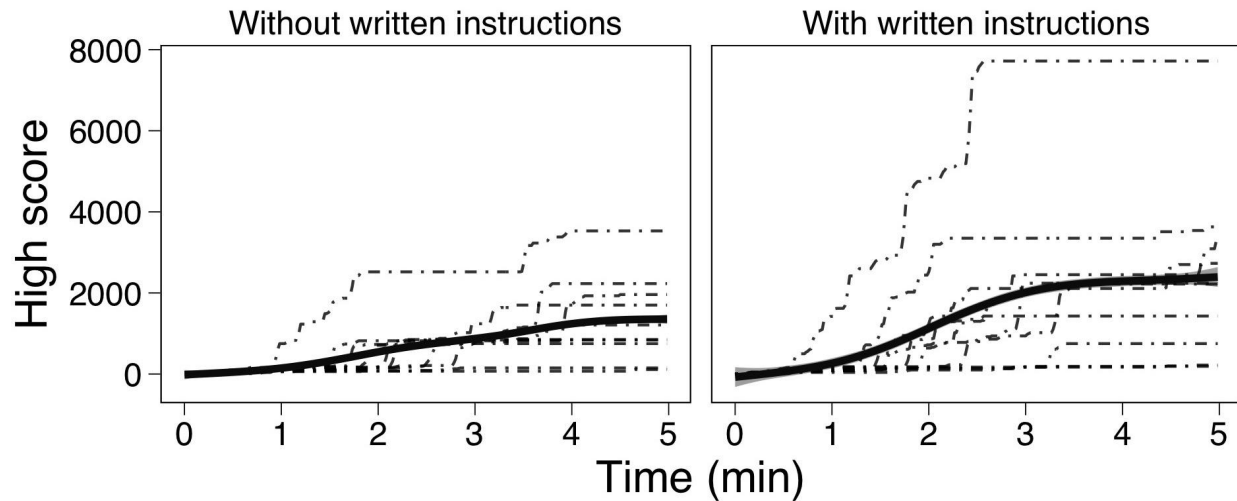 Without written instructions
With written instructions
High score
8000
6000
4000
2000
0
0 1 2 3 4 5
0 1 2 3 4 5
Time (min)